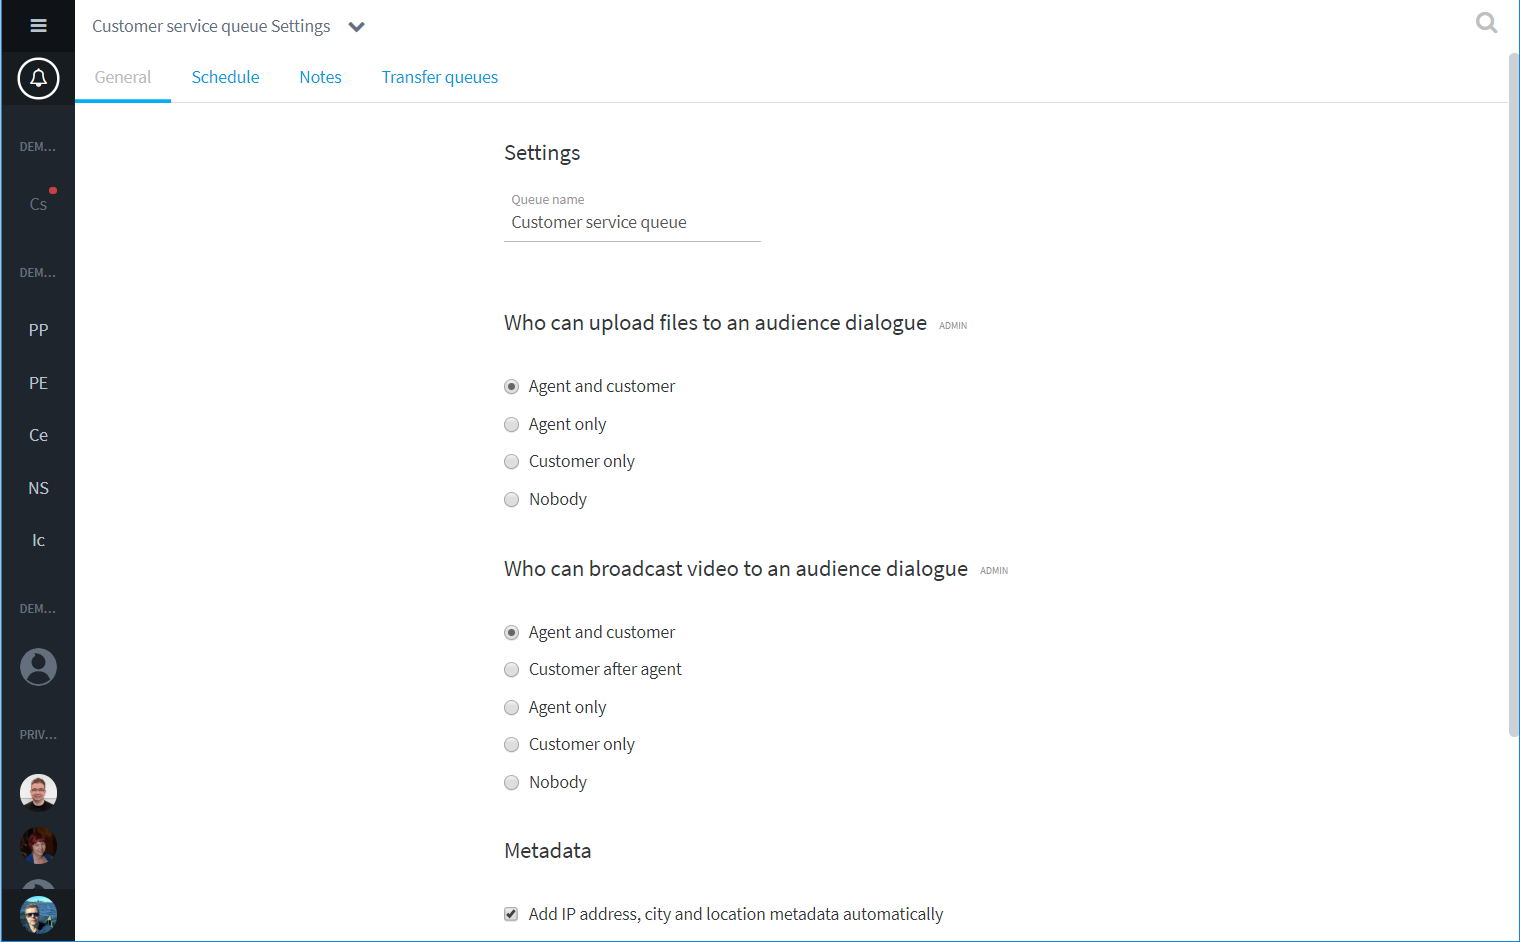 Customer service queue Settings
General
Schedule
Notes
Transfer queues
DEM...
Cs
DEM...
PP
PE
Ce
NS
Ic
DEM...
PRIV...
Settings
Queue name
Customer service queue
Who can upload files to an audience dialogue ADMIN
Agent and customer
Agent only
Customer only
Nobody
Who can broadcast video to an audience dialogue ADMIN
Agent and customer
Customer after agent
Agent only
Customer only
Nobody
Metadata
Add IP address, city and location metadata automatically